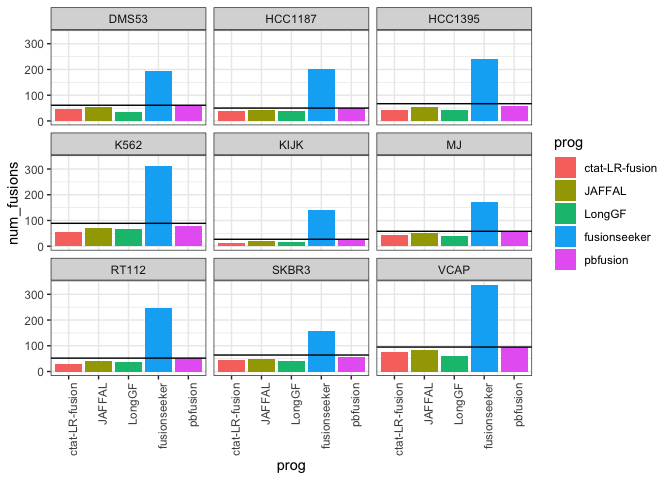 DMS53 HCC1187 HCC1395
300
200
100
0
K562 KIJK MJ
300
200
100
0
RT112 SKBR3 VCAP
300
200
100
0
num_fusions
ctat-LR-fusion JAFFAL LongGF fusionseeker pbfusion ctat-LR-fusion JAFFAL LongGF fusionseeker pbfusion ctat-LR-fusion JAFFAL LongGF fusionseeker pbfusion
prog
prog
ctat-LR-fusion
JAFFAL
LongGF
fusionseeker
pbfusion